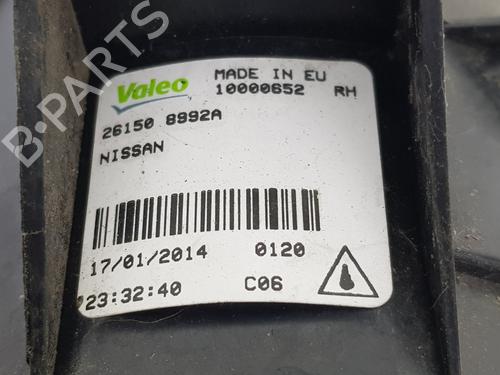 B-PARTS
Valeo MADE IN EU
10000652 RH
26150 8992A
NISSAN
17/01/2014 0120
23:32:40 C06